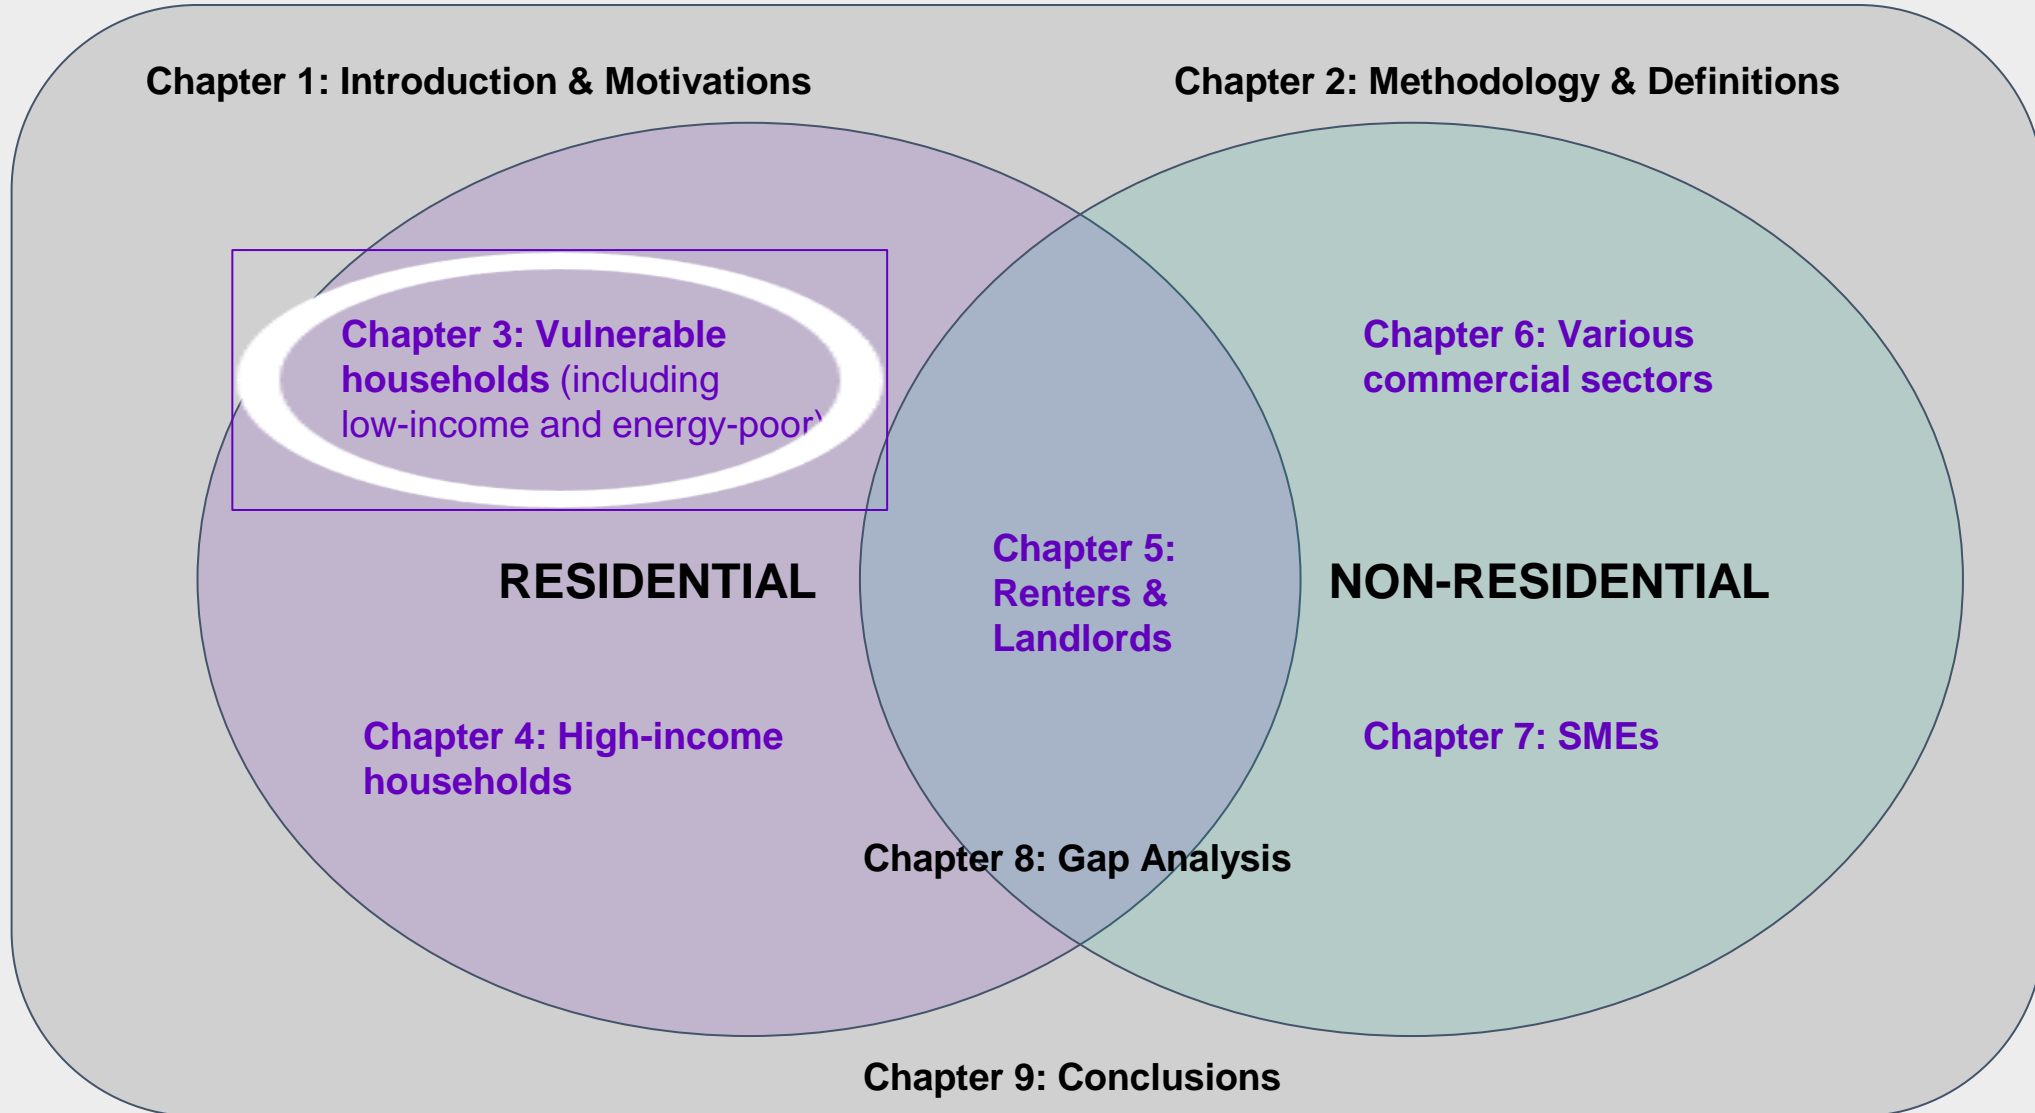 Chapter 1: Introduction & Motivations
Chapter 2: Methodology & Definitions
Chapter 3: Vulnerable
households (including
low-income and energy-poor)
Chapter 6: Various
commercial sectors
RESIDENTIAL
Chapter 5:
Renters &
Landlords
NON-RESIDENTIAL
Chapter 4: High-income
households
Chapter 7: SMEs
Chapter 8: Gap Analysis
Chapter 9: Conclusions